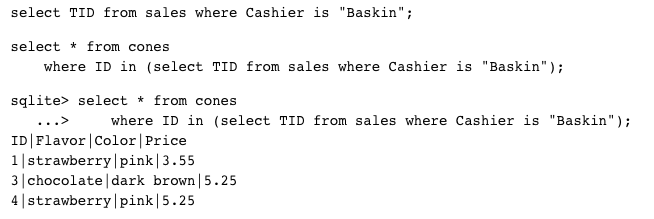 select TID from sales where Cashier is "Baskin";
select * from cones
    where ID in (select TID from sales where Cashier is "Baskin");
sqlite> select * from cones
   ...>     where ID in (select TID from sales where Cashier is "Baskin");
ID|Flavor|Color|Price
1|strawberry|pink|3.55
3|chocolate|dark brown|5.25
4|strawberry|pink|5.25